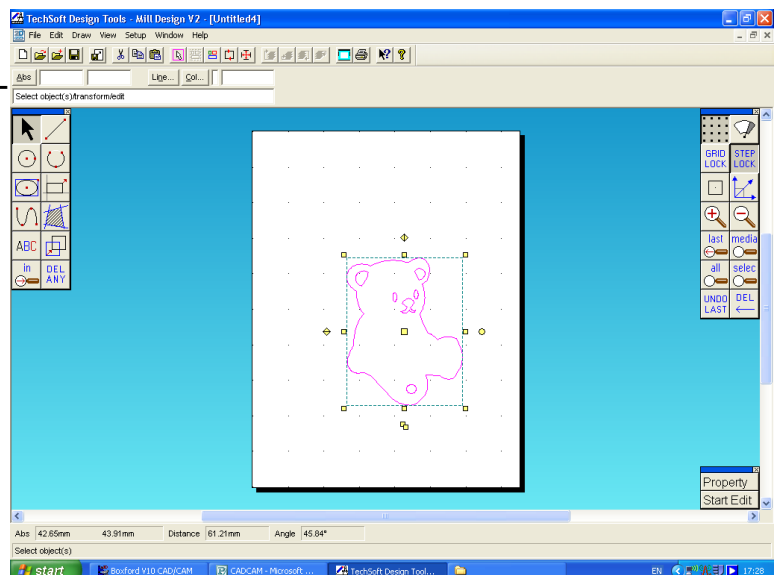 TechSoft Design Tools - Mill Design V2 - [Untitled4]
File Edit Draw View Setup Window Help
Abs Line... Col...
Select object(s)/transform/edit
GRID LOCK STEP LOCK
ABC
in DEL ANY
last media
all selec
UNDO LAST DEL
Property
Start Edit
Abs 42.65mm 43.91mm Distance 61.21mm Angle 45.84°
Select object(s)
start Boxford V10 CAD/CAM CADCAM - Microsoft ... TechSoft Design Tool... EN 17:28